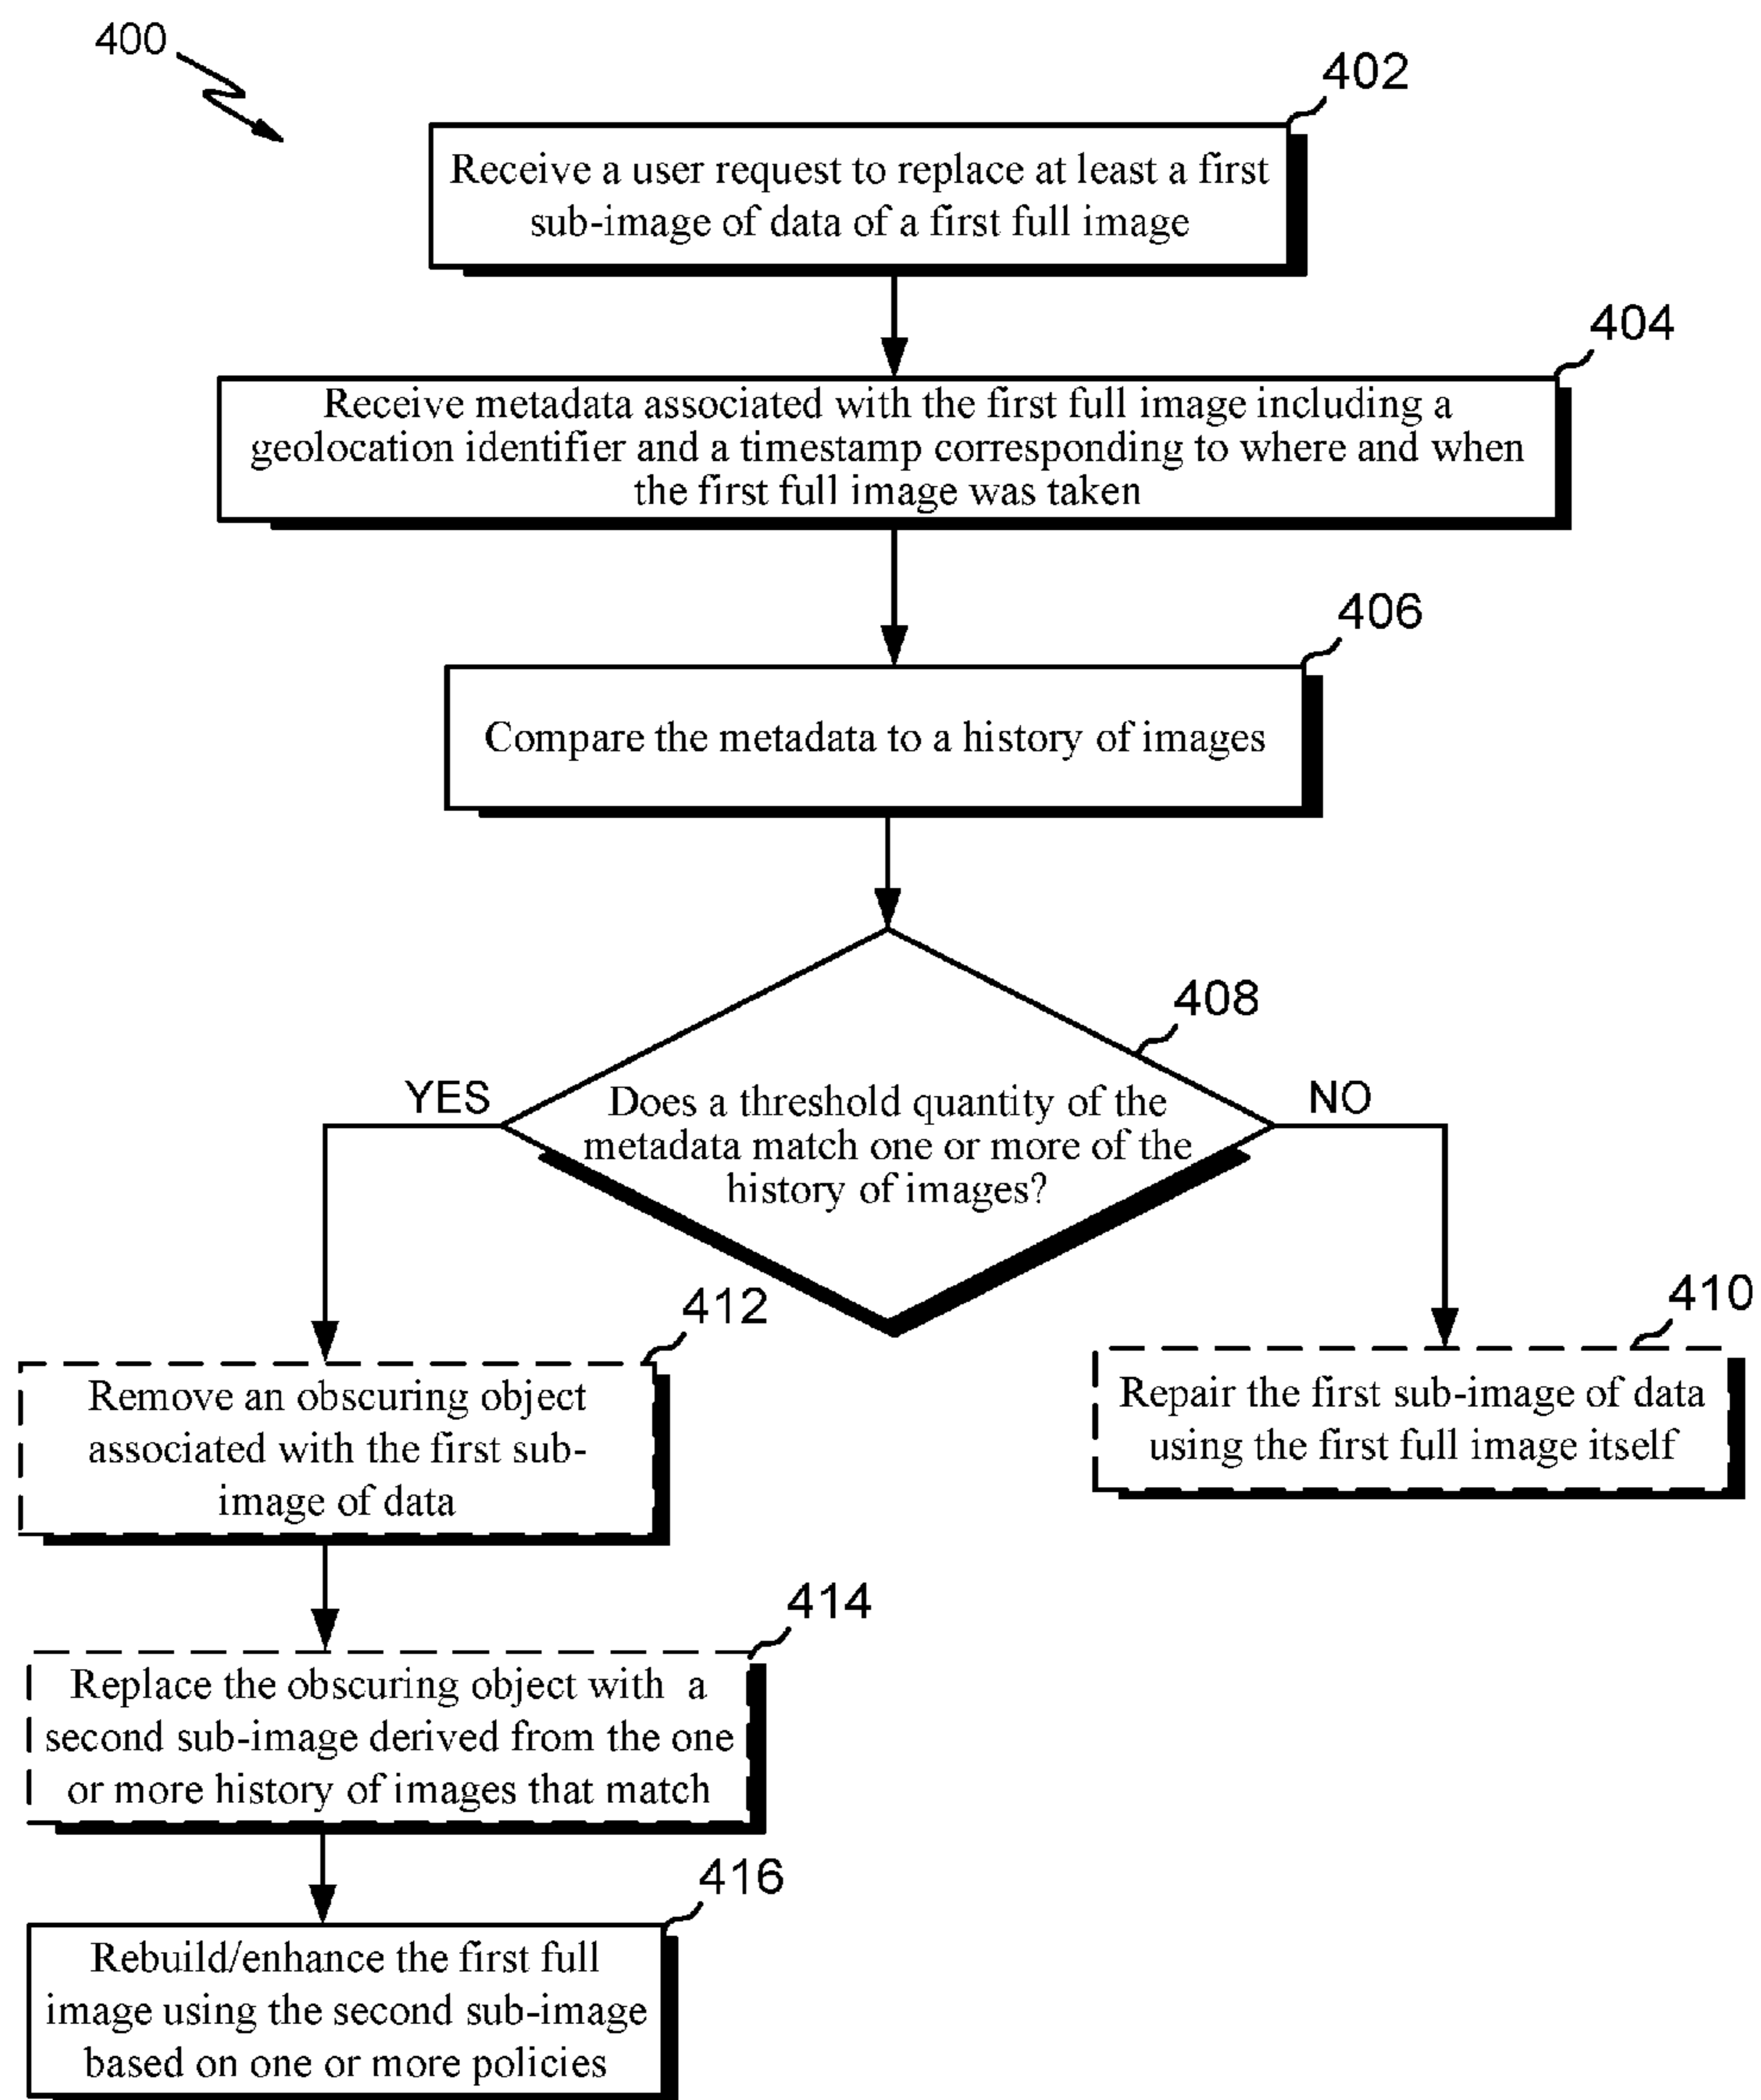 400
402
Receive a user request to replace at least a first
sub-image of data of a first full image
404
Receive metadata associated with the first full image including a
geolocation identifier and a timestamp corresponding to where and when
the first full image was taken
406
Compare the metadata to a history of images
408
YES
NO
Does a threshold quantity of the
metadata match one or more of the
history of images?
412
Remove an obscuring object
associated with the first sub-
image of data
410
Repair the first sub-image of data
using the first full image itself
414
Replace the obscuring object with a
second sub-image derived from the one
or more history of images that match
416
Rebuild/enhance the first full
image using the second sub-image
based on one or more policies